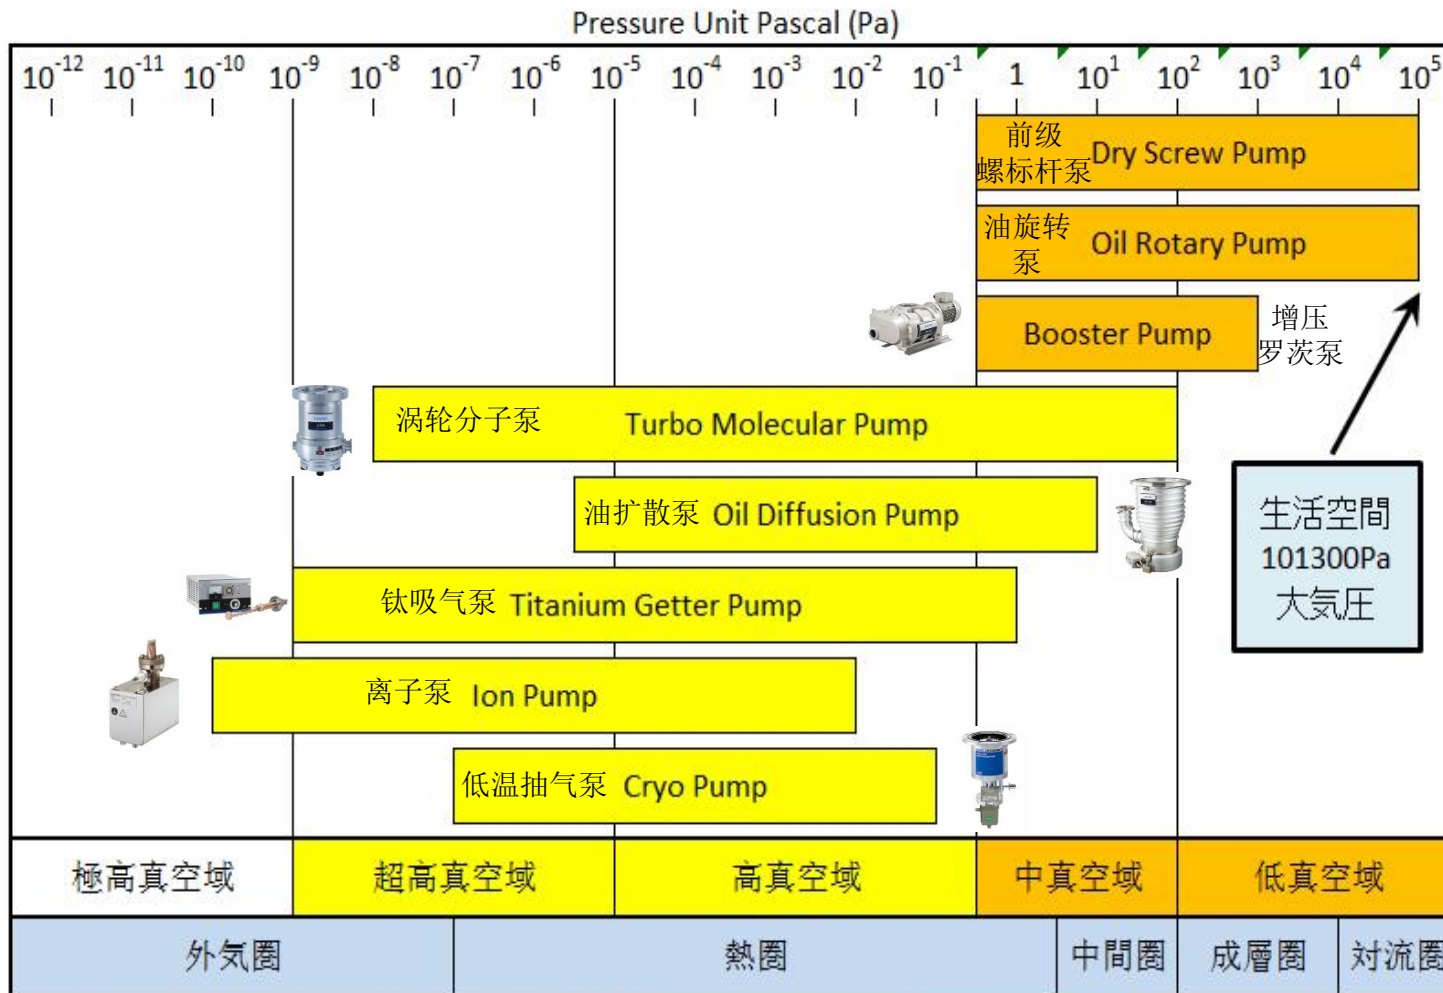 Pressure Unit Pascal (Pa)
10-12 10-11 10-10 10-9 10-8 10-7 10-6 10-5 10-4 10-3 10-2 10-1 1 101 102 103 104 105
前级
螺标杆泵 Dry Screw Pump
油旋转
泵 Oil Rotary Pump
Booster Pump
增压
罗茨泵
涡轮分子泵 Turbo Molecular Pump
油扩散泵 Oil Diffusion Pump
生活空間
101300Pa
大気圧
钛吸气泵 Titanium Getter Pump
离子泵 Ion Pump
低温抽气泵 Cryo Pump
極高真空域 超高真空域 高真空域 中真空域 低真空域
外気圏 熱圏 中間圏 成層圏 対流圏